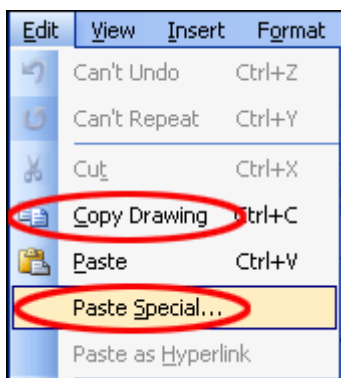 Edit View Insert Format
Can't Undo Ctrl+Z
Can't Repeat Ctrl+Y
Cut Ctrl+X
Copy Drawing Ctrl+C
Paste Ctrl+V
Paste Special...
Paste as Hyperlink